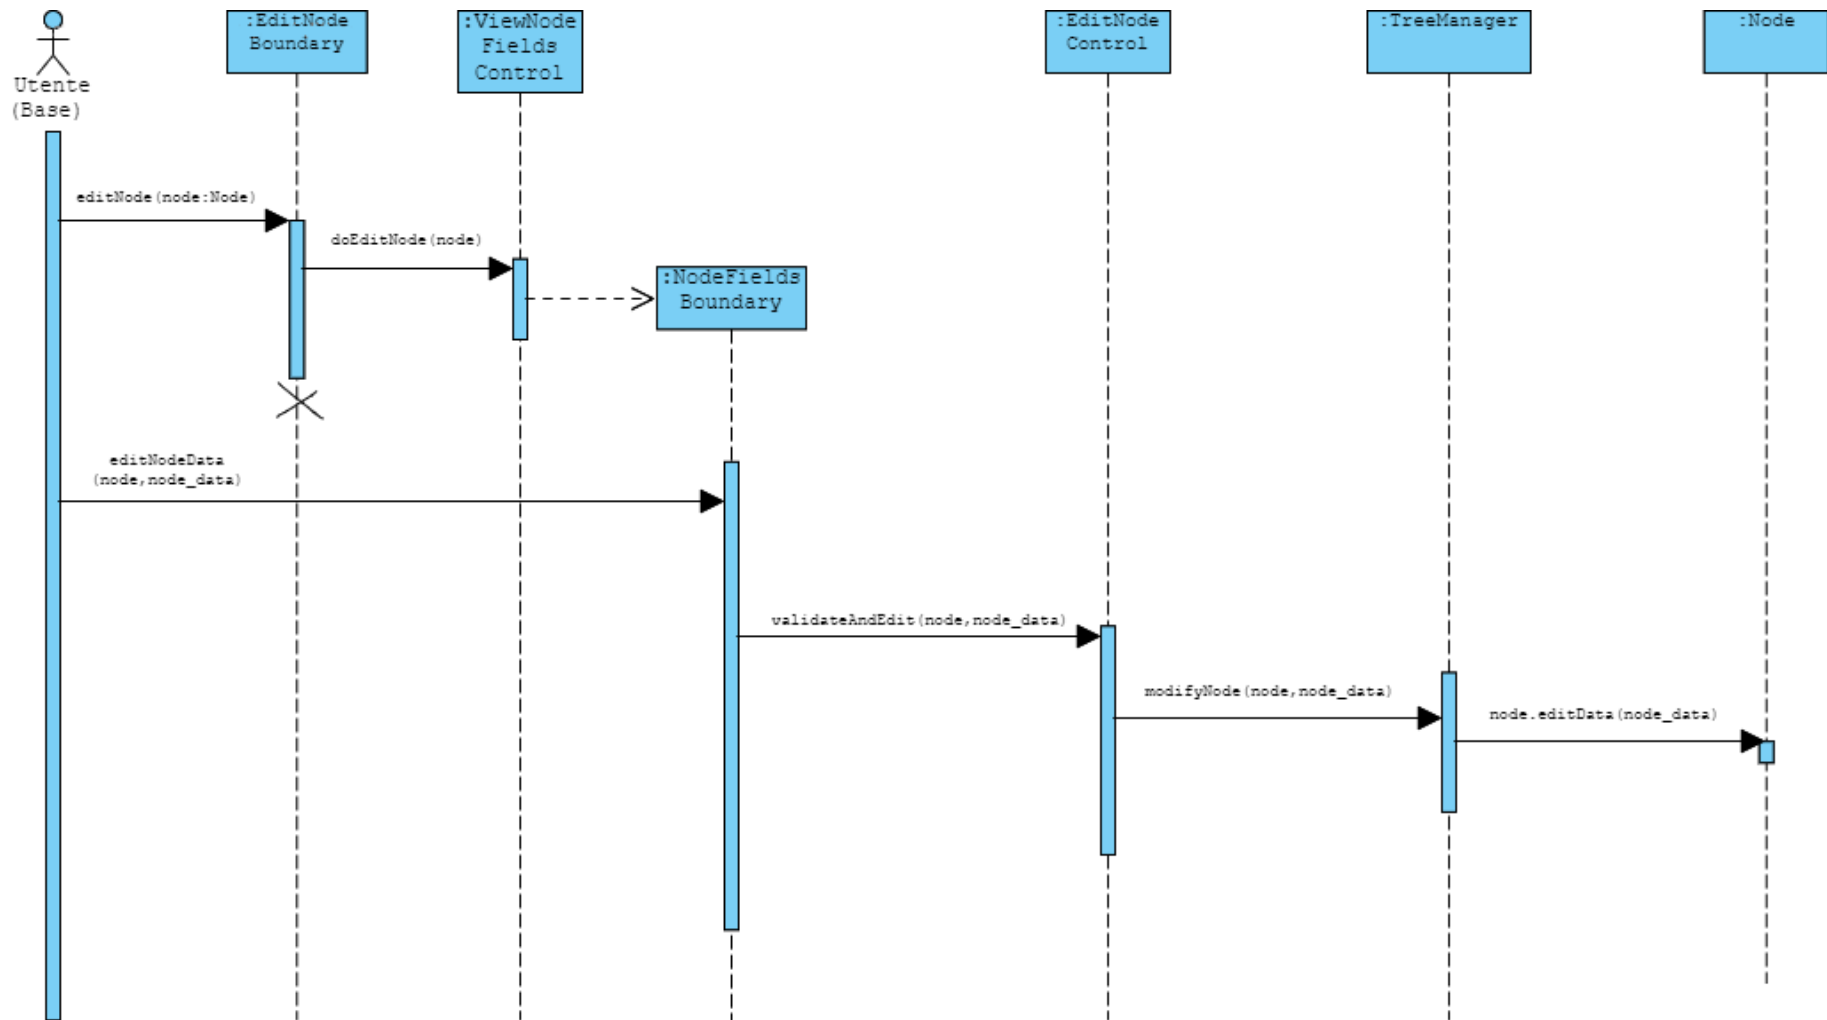 :EditNode
Boundary
:ViewNode
Fields
Control
:EditNode
Control
:TreeManager
:Node
Utente
(Base)
editNode(node:Node)
doEditNode(node)
:NodeFields
Boundary
editNodeData
(node,node_data)
validateAndEdit(node,node_data)
modifyNode(node,node_data)
node.editData(node_data)